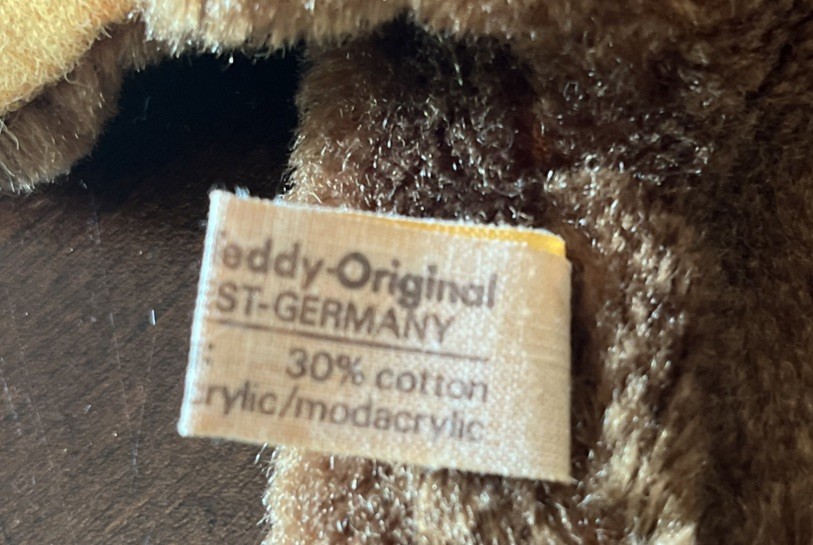 eddy-Original
ST-GERMANY
: 30% cotton
crylic/modacrylic